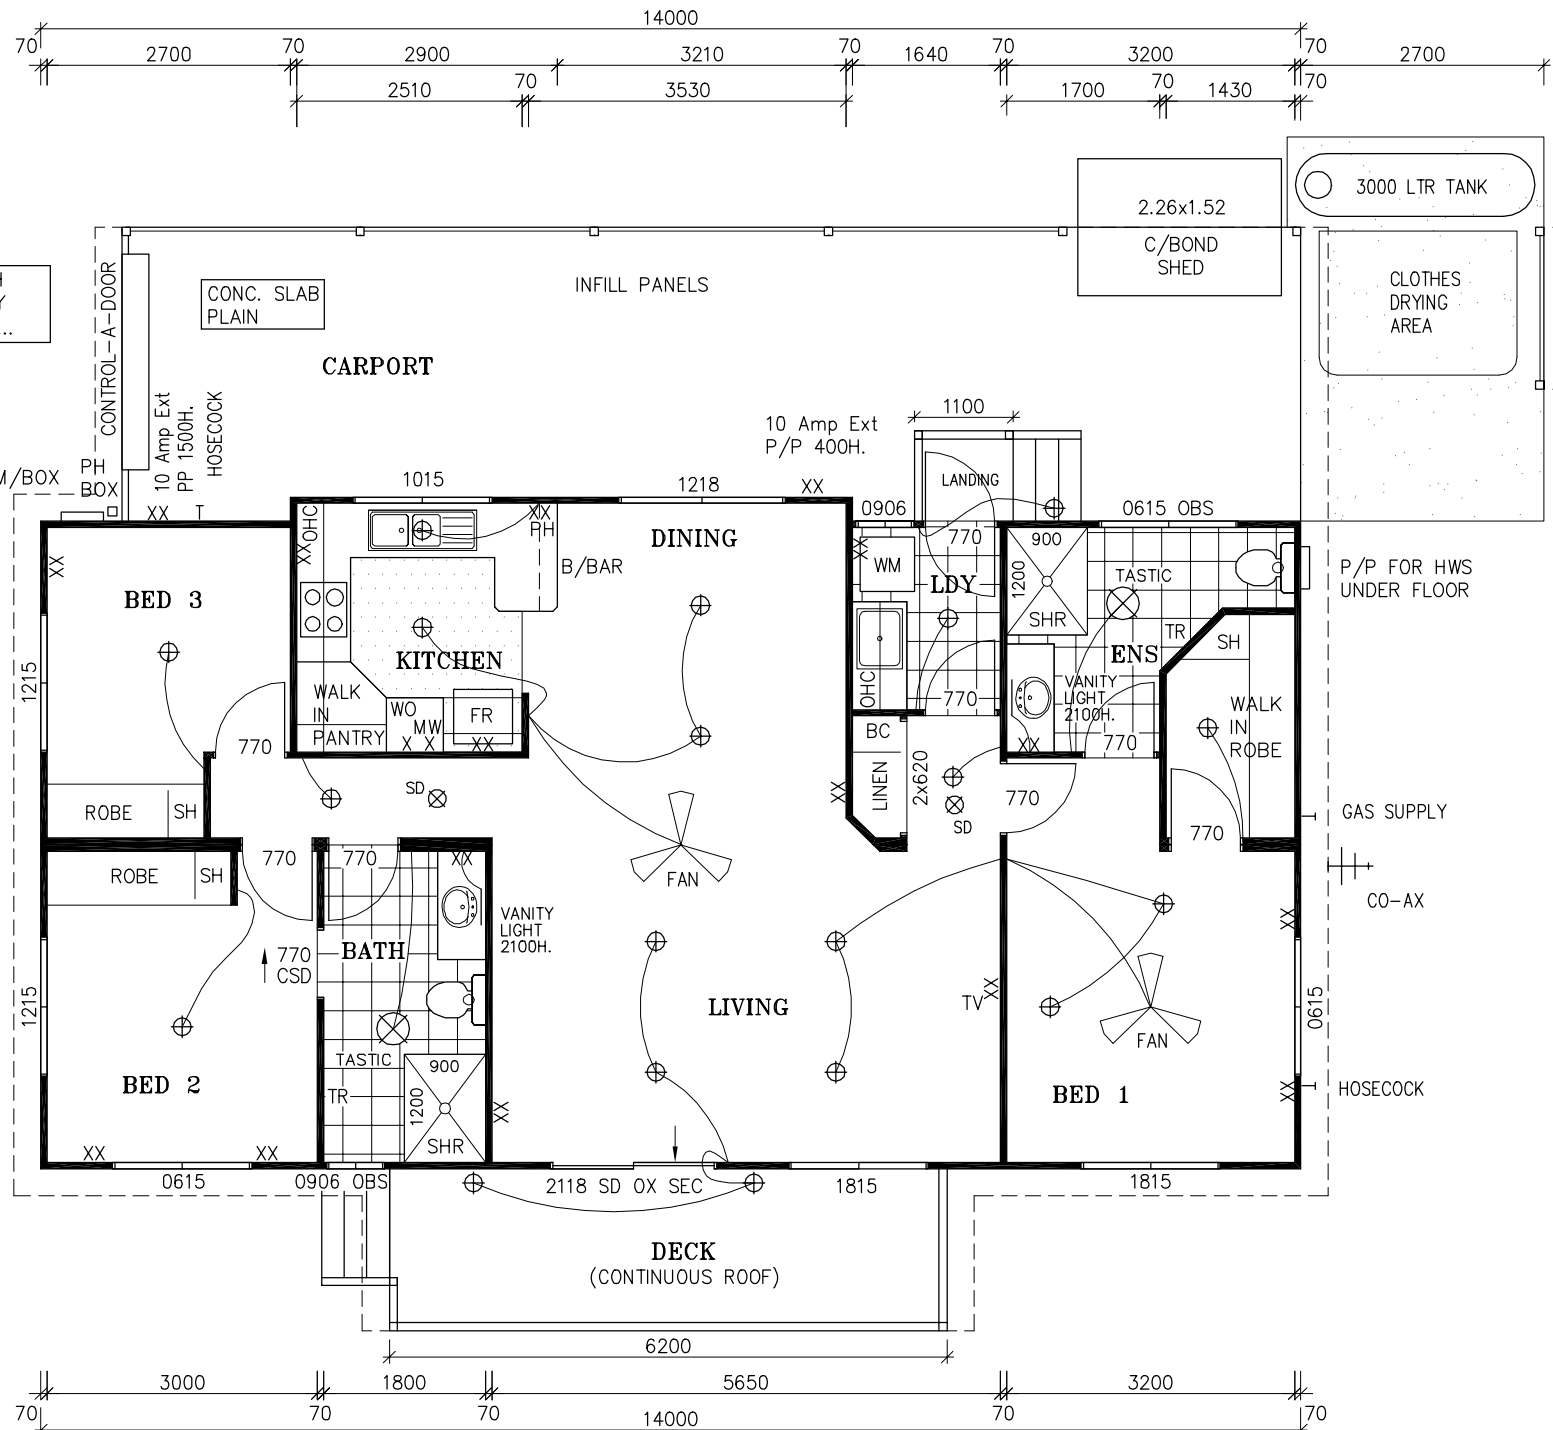 14000
70 2700 70 2900 3210 70 1640 70 3200 70 2700
2510 70 3530 1700 70 1430 70
3000 LTR TANK
2.26x1.52
C/BOND
SHED
CLOTHES
DRYING
AREA
INFILL PANELS
CONC. SLAB
PLAIN
CONTROL-A-DOOR
CARPORT
10 Amp Ext
PP 1500H.
HOSECOCK
1100
10 Amp Ext
P/P 400H.
M/BOX
PH
BOX
XX T
1015
1218
XX
LANDING
0906
0615 OBS
OHC
XX
XX
PH
DINING
B/BAR
XX
WM
770
LDY
900
1200
SHR
TASTIC
P/P FOR HWS
UNDER FLOOR
XX
BED 3
1215
KITCHEN
WALK
IN
PANTRY
WO
MW
X X
FR
XX
OHC
770
ENS
TR
SH
VANITY
LIGHT
2100H.
WALK
IN
ROBE
XX
770
770
BC
LINEN
2x620
SD
XX
SD
770
770
GAS SUPPLY
ROBE
SH
ROBE
SH
770
770
XX
FAN
VANITY
LIGHT
2100H.
CO-AX
XX
BATH
770
CSD
1215
LIVING
TV
XX
FAN
0615
TASTIC
TR
900
1200
SHR
BED 2
XX
BED 1
XX
HOSECOCK
XX
XX
0615
0906 OBS
2118 SD OX SEC
1815
1815
DECK
(CONTINUOUS ROOF)
6200
3000 1800 5650 3200
70 70 70 70 70
14000